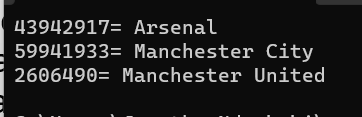 43942917= Arsenal
59941933= Manchester City
2606490= Manchester United